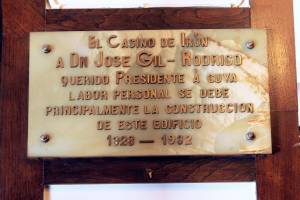 EL CASINO DE IRÚN
A DN JOSE GIL-RODRIGO
QUERIDO PRESIDENTE A CUYA
LABOR PERSONAL SE DEBE
PRINCIPALMENTE LA CONSTRUCCION
DE ESTE EDIFICIO
1928 — 1962